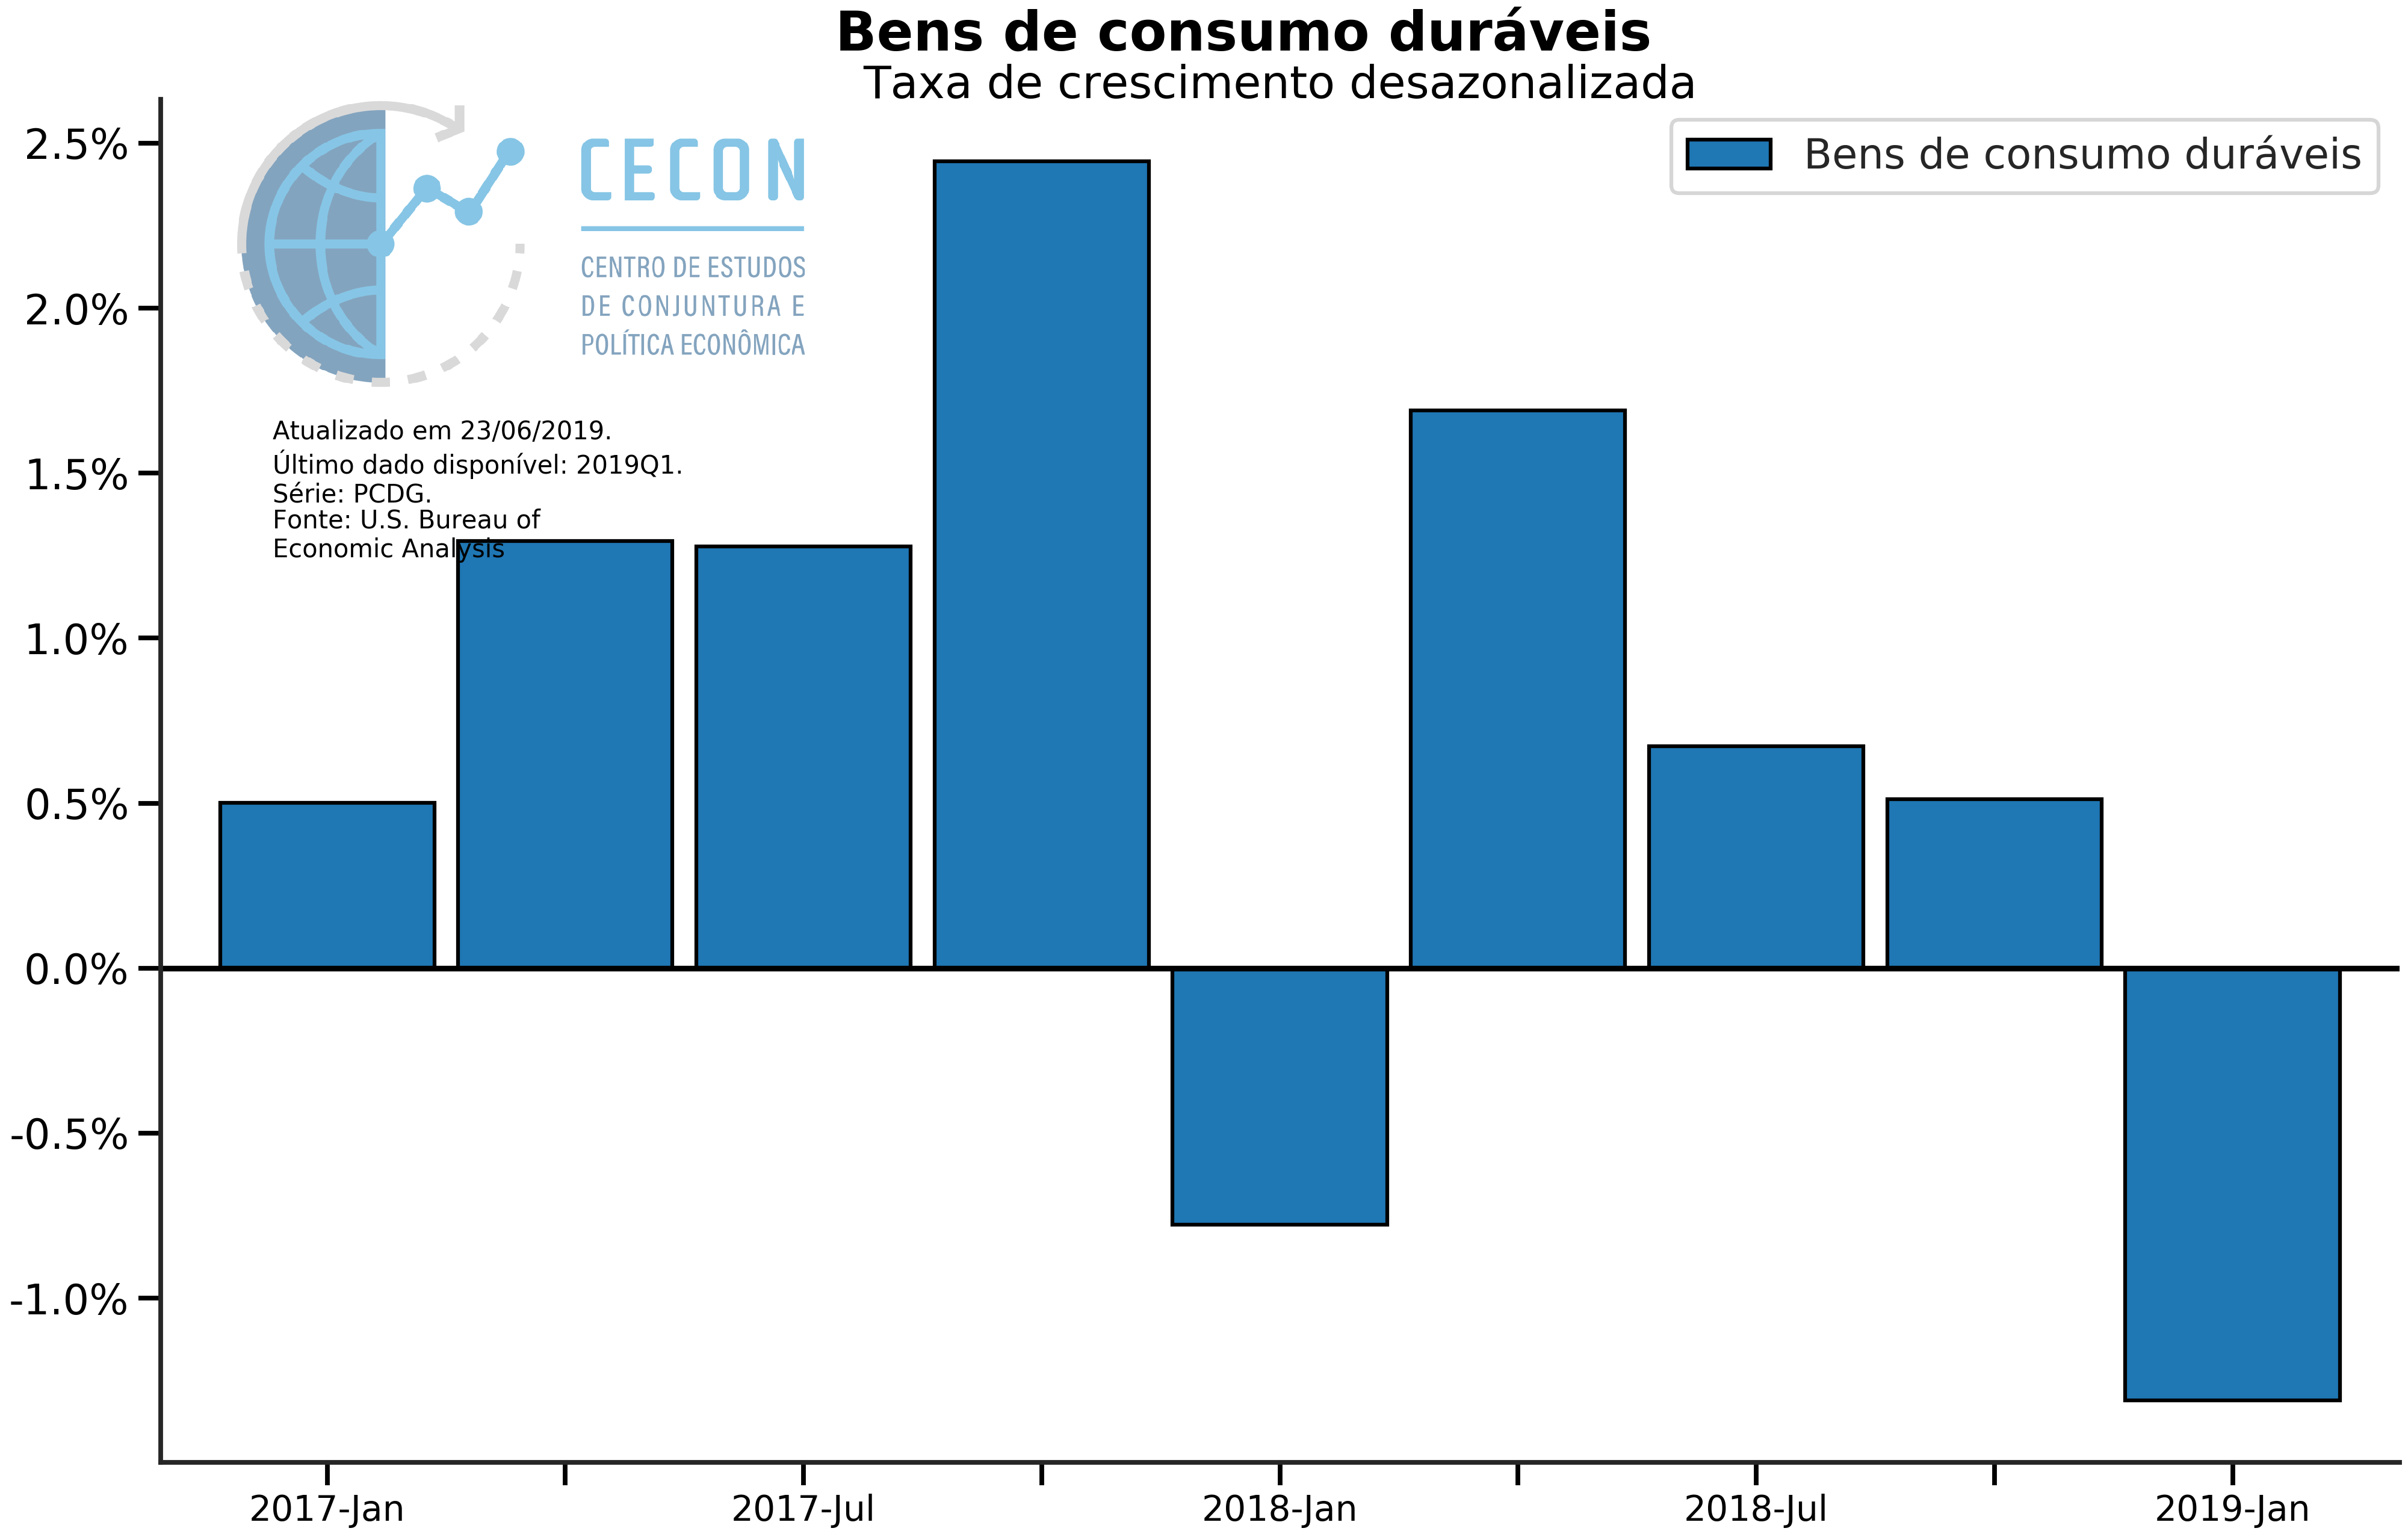 Bens de consumo duráveis
Taxa de crescimento desazonalizada
CECON
CENTRO DE ESTUDOS
DE CONJUNTURA E
POLÍTICA ECONÔMICA
Bens de consumo duráveis
Atualizado em 23/06/2019.
Último dado disponível: 2019Q1.
Série: PCDG.
Fonte: U.S. Bureau of
Economic Analysis
2.5%
2.0%
1.5%
1.0%
0.5%
0.0%
-0.5%
-1.0%
2017-Jan
2017-Jul
2018-Jan
2018-Jul
2019-Jan